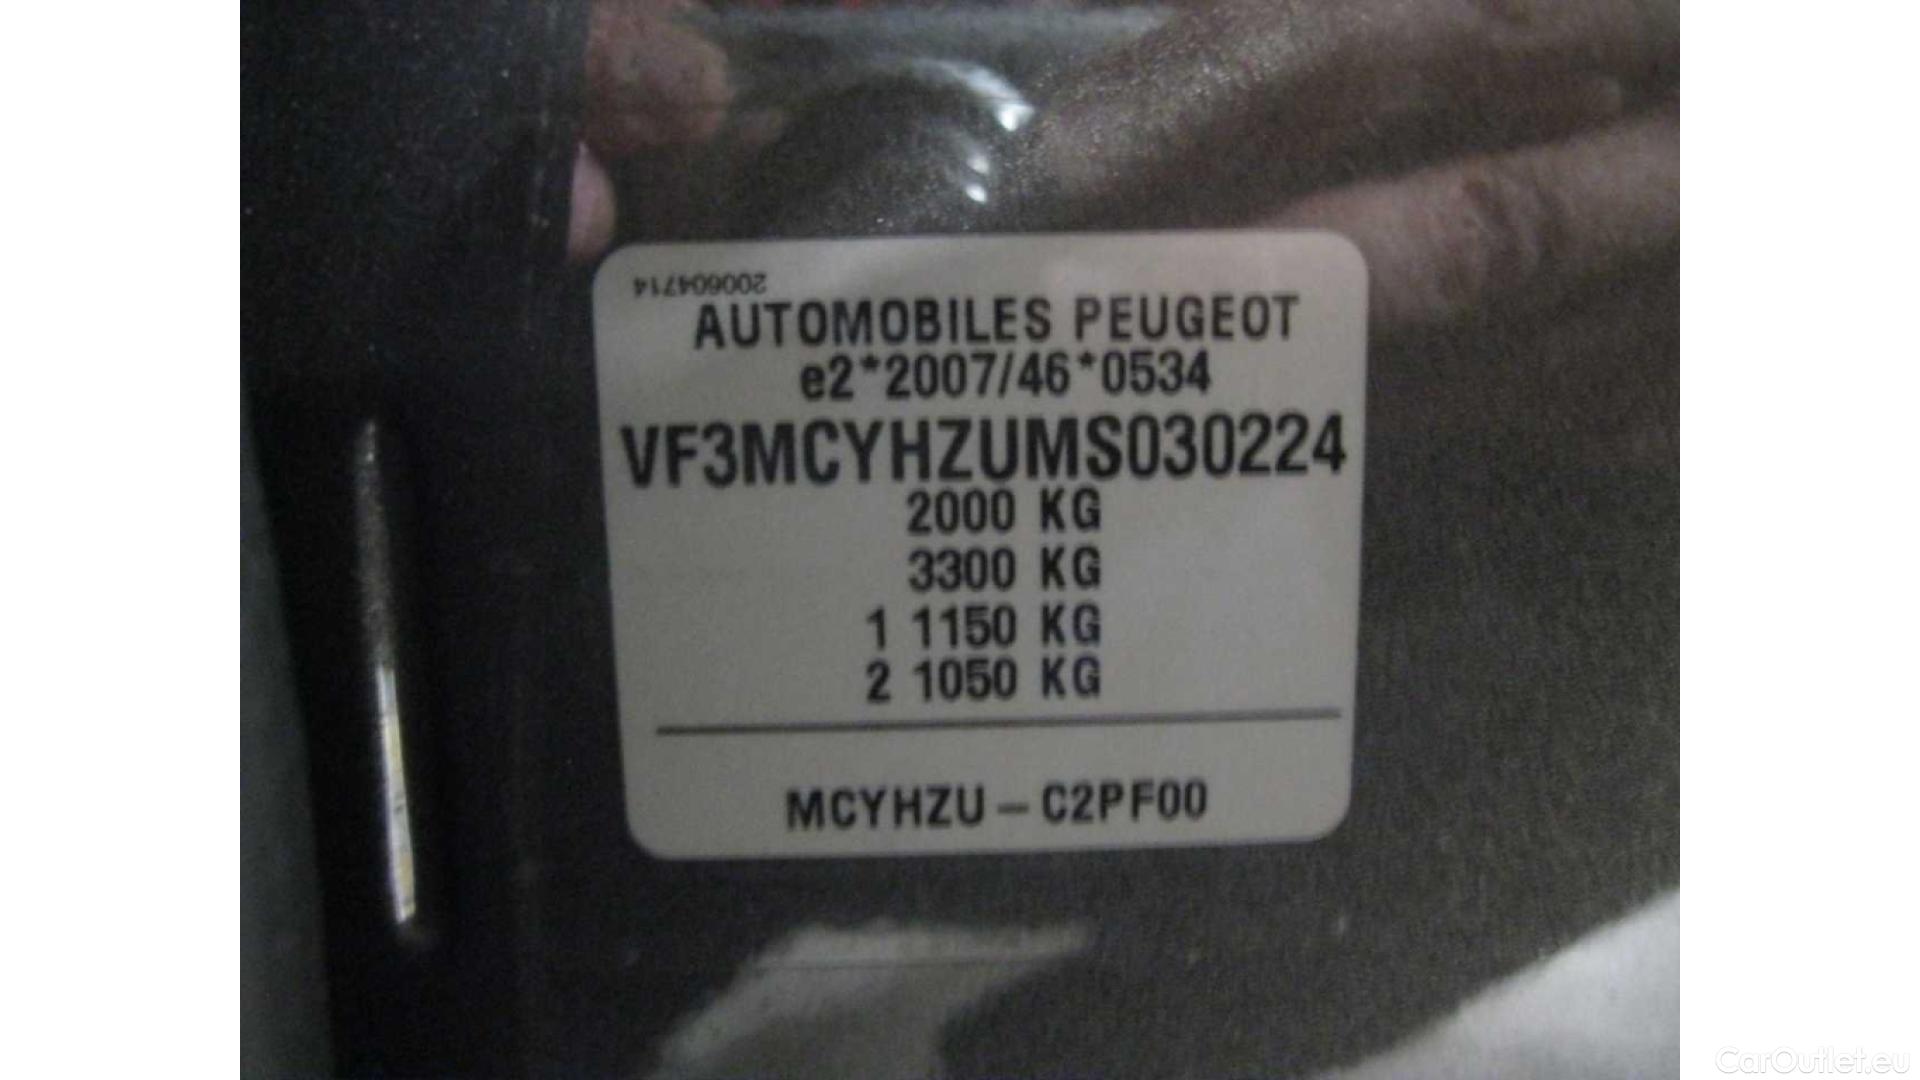 200604714
AUTOMOBILES PEUGEOT
e2*2007/46*0534
VF3MCYHZUMS030224
2000 KG
3300 KG
1 1150 KG
2 1050 KG
MCYHZU – C2PF00
CarOutlet.eu